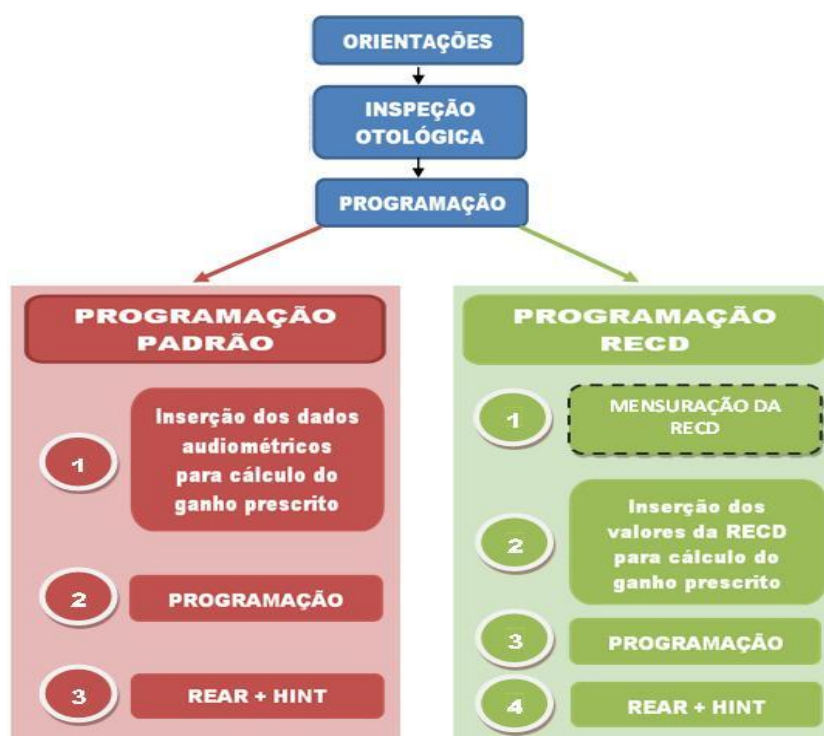 ORIENTAÇÕES
INSPEÇÃO
OTOLÓGICA
PROGRAMAÇÃO
PROGRAMAÇÃO
PADRÃO
1
Inserção dos dados
audiométricos
para cálculo do
ganho prescrito
2
PROGRAMAÇÃO
3
REAR + HINT
PROGRAMAÇÃO
RECD
1
MENSURAÇÃO DA
RECD
2
Inserção dos
valores da RECD
para cálculo do
ganho prescrito
3
PROGRAMAÇÃO
4
REAR + HINT